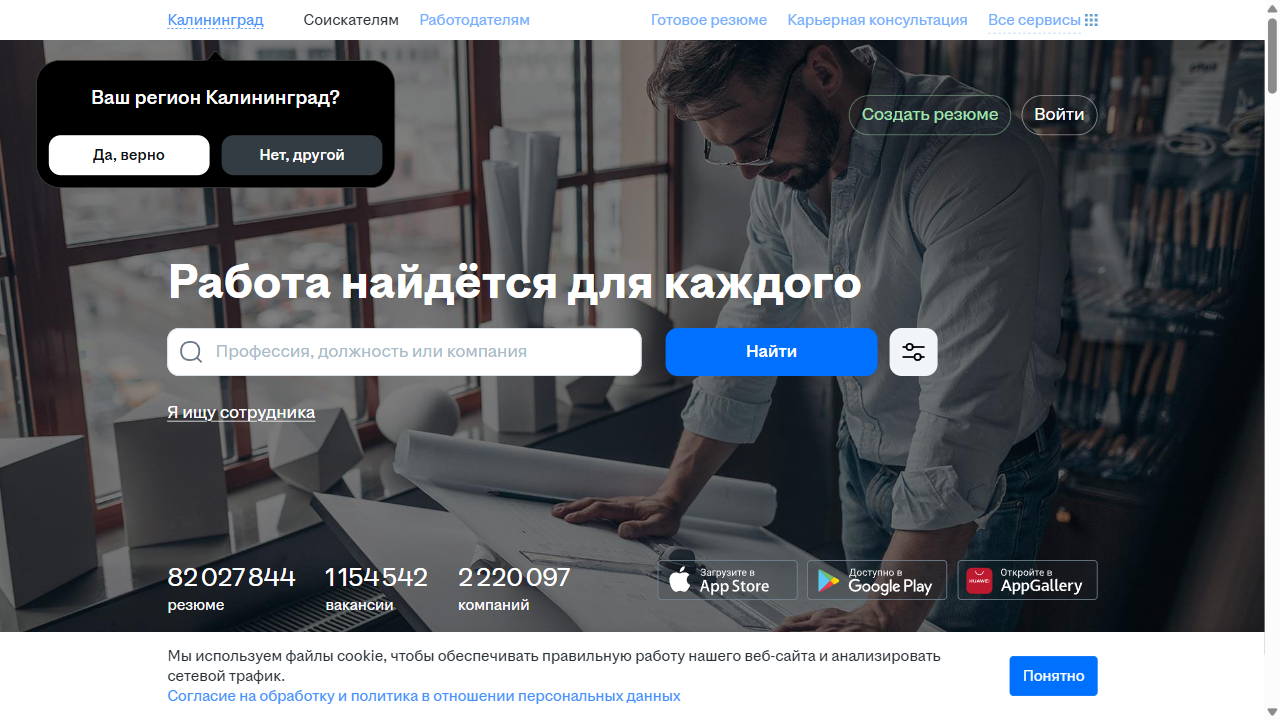 Калининград
Соискателям
Работодателям
Готовое резюме
Карьерная консультация
Все сервисы
Ваш регион Калининград?
Да, верно
Нет, другой
Создать резюме
Войти
Работа найдётся для каждого
Профессия, должность или компания
Найти
Я ищу сотрудника
82 027 844
резюме
1 154 542
вакансии
2 220 097
компаний
Загрузите в
App Store
Доступно в
Google Play
HUAWEI
Откройте в
AppGallery
Мы используем файлы cookie, чтобы обеспечивать правильную работу нашего веб-сайта и анализировать
сетевой трафик.
Согласие на обработку и политика в отношении персональных данных
Понятно